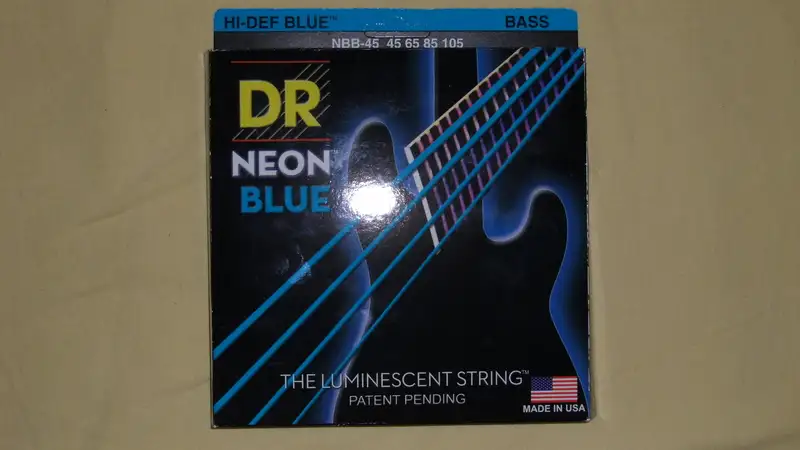 HI-DEF BLUE™ BASS
NBB-45 45 65 85 105
DR
NEON
BLUE
THE LUMINESCENT STRING™
PATENT PENDING
MADE IN USA